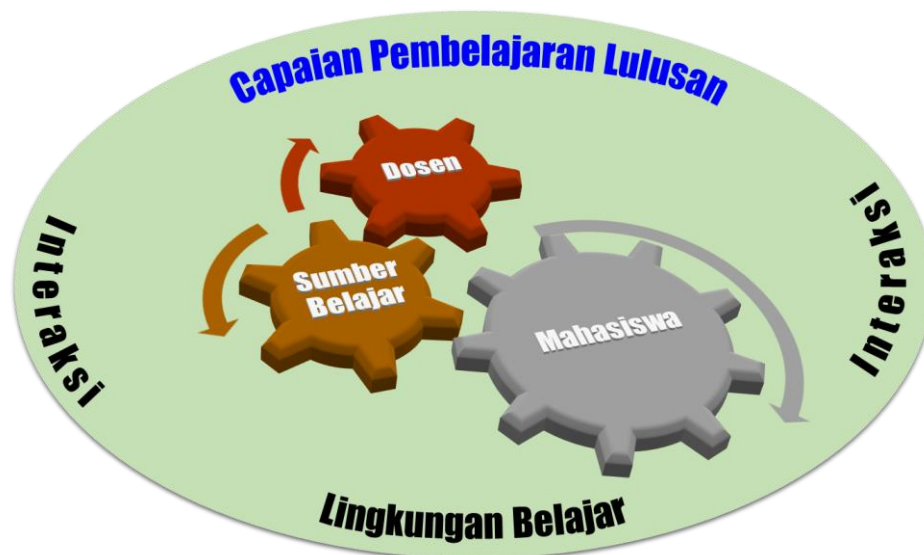 Capaian Pembelajaran Lulusan
Dosen
Interaksi
Sumber
Belajar
Mahasiswa
Interaksi
Lingkungan Belajar